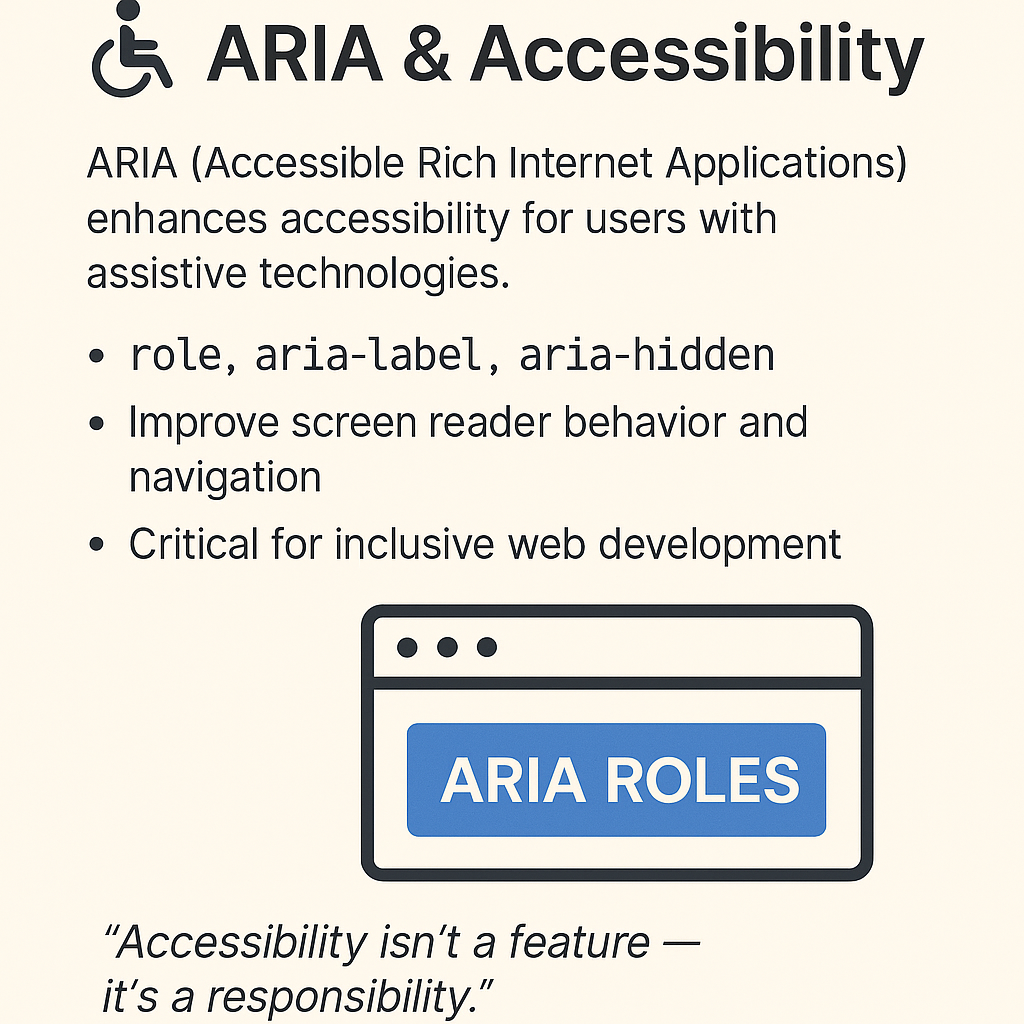 ARIA & Accessibility
ARIA (Accessible Rich Internet Applications)
enhances accessibility for users with
assistive technologies.
• role, aria-label, aria-hidden
• Improve screen reader behavior and
navigation
• Critical for inclusive web development
ARIA ROLES
“Accessibility isn’t a feature —
it‘s a responsibility.”